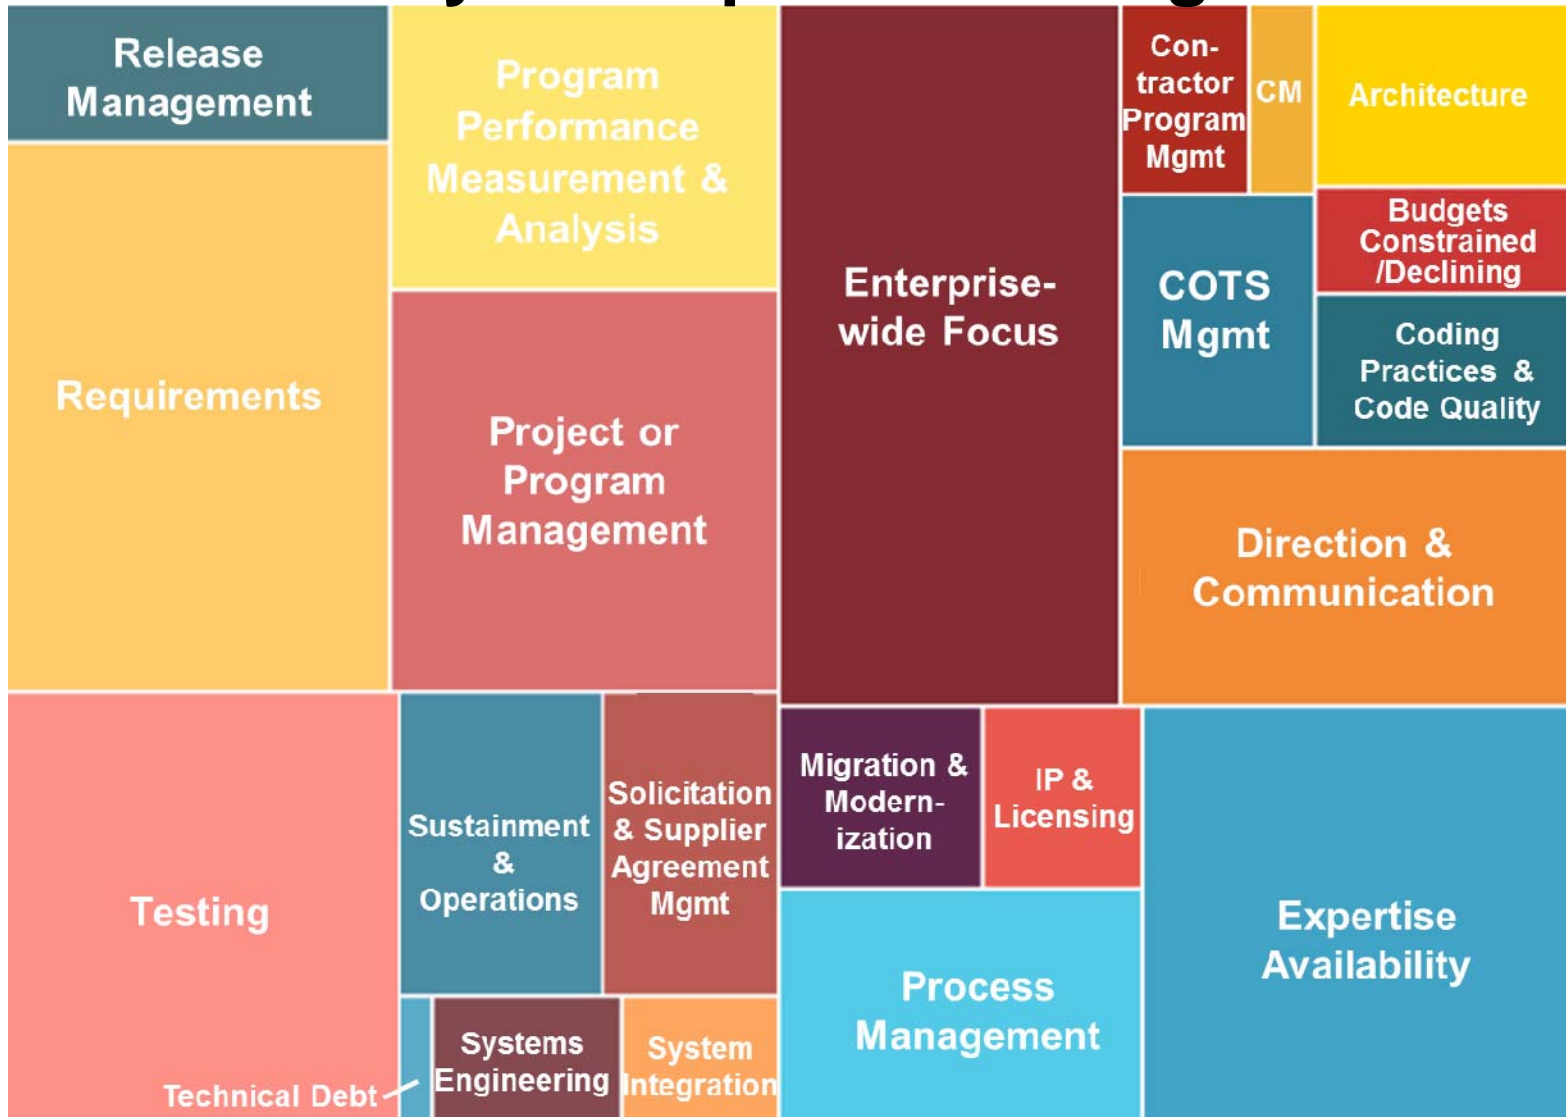 Release
Management
Program
Performance
Measurement &
Analysis
Requirements
Project or
Program
Management
Enterprise-
wide Focus
Con-
tractor
Program
Mgmt
CM
Architecture
Budgets
Constrained
/Declining
COTS
Mgmt
Coding
Practices &
Code Quality
Direction &
Communication
Testing
Sustainment
&
Operations
Solicitation
& Supplier
Agreement
Mgmt
Technical Debt
Systems
Engineering
System
Integration
Migration &
Modern-
ization
IP &
Licensing
Process
Management
Expertise
Availability